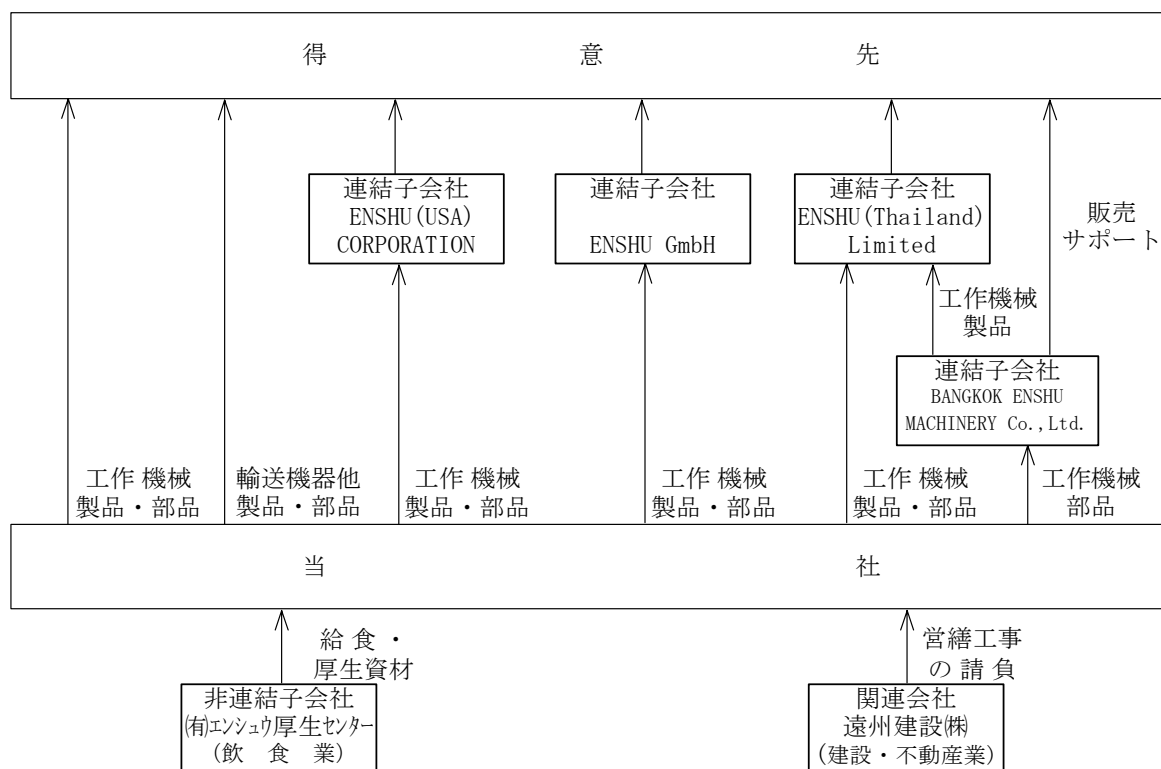 得 意 先
連結子会社
ENSHU(USA)
CORPORATION
連結子会社
ENSHU GmbH
連結子会社
ENSHU(Thailand)
Limited
販売
サポート
工作機械
製品
連結子会社
BANGKOK ENSHU
MACHINERY Co.,Ltd.
工作 機械
製品・部品
輸送機器他
製品・部品
工作 機械
製品・部品
工作 機械
製品・部品
工作 機械
製品・部品
工作機械
部品
当 社
給 食 ・
厚生資材
営繕工事
の 請 負
非連結子会社
㈲エンシュウ厚生センター
(飲 食 業)
関連会社
遠州建設㈱
(建設・不動産業)